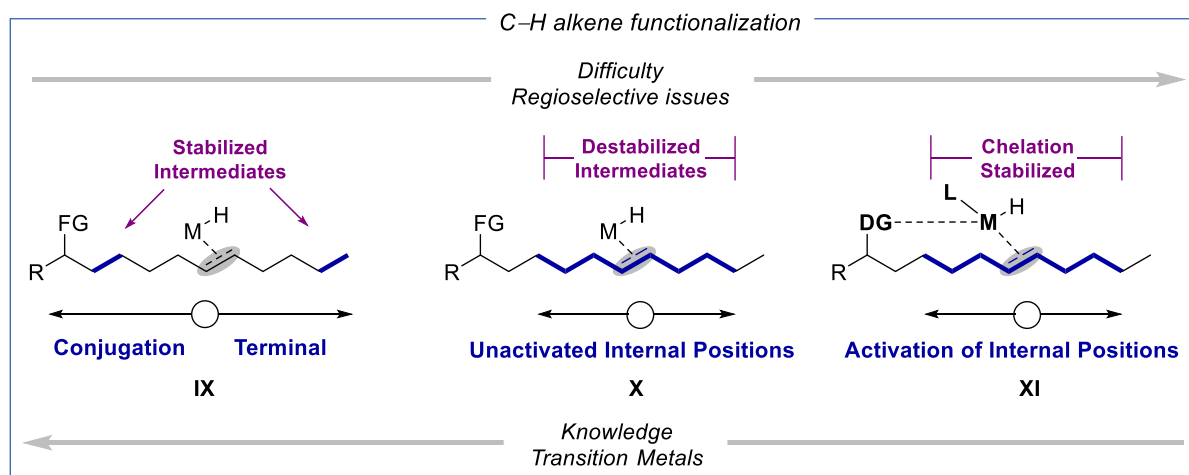 C–H alkene functionalization
Difficulty
Regioselective issues
Stabilized
Intermediates
FG
M
H
R
Conjugation
Terminal
IX
Destabilized
Intermediates
FG
M
H
R
Unactivated Internal Positions
X
Chelation
Stabilized
L
DG
M
H
R
Activation of Internal Positions
XI
Knowledge
Transition Metals